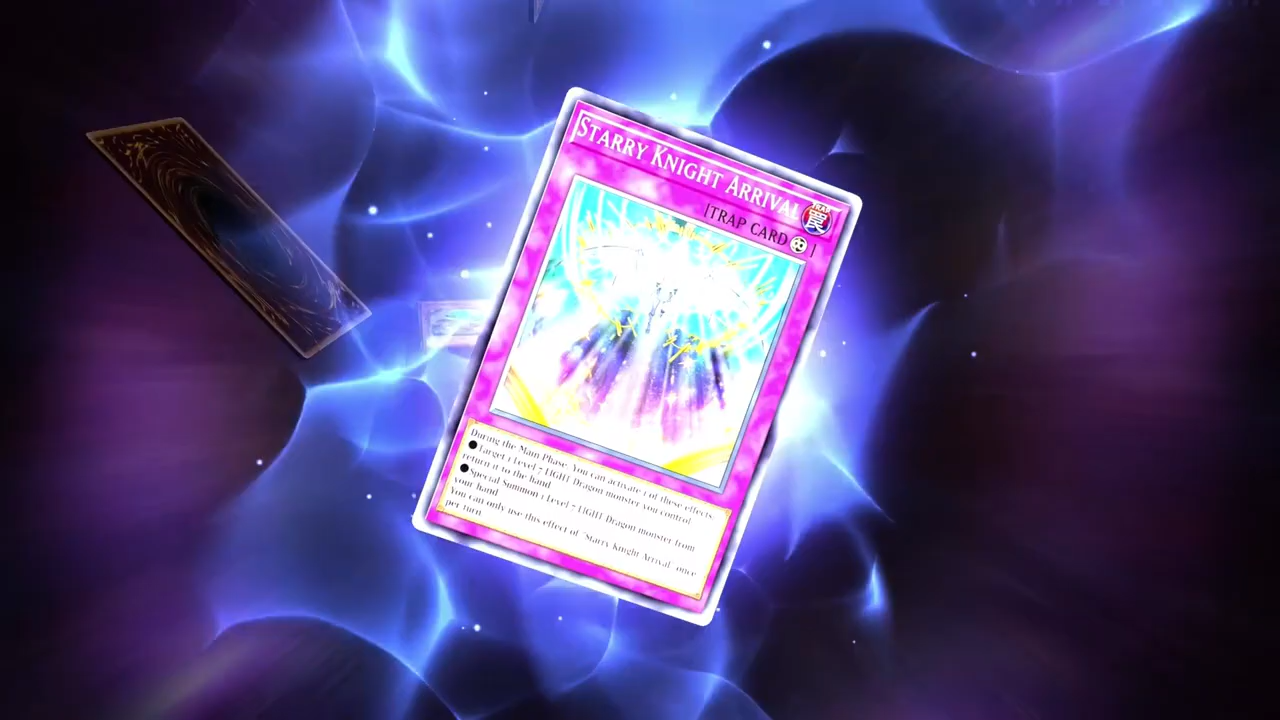 STARRY KNIGHT ARRIVAL
TRAP
罠
[TRAP CARD ]
During the Main Phase: You can activate 1 of these effects.
●Target 1 Level 7 LIGHT Dragon monster you control
return it to the hand
●Special Summon 1 Level 7 LIGHT Dragon monster from
your hand.
You can only use this effect of "Starry Knight Arrival" once
per turn.